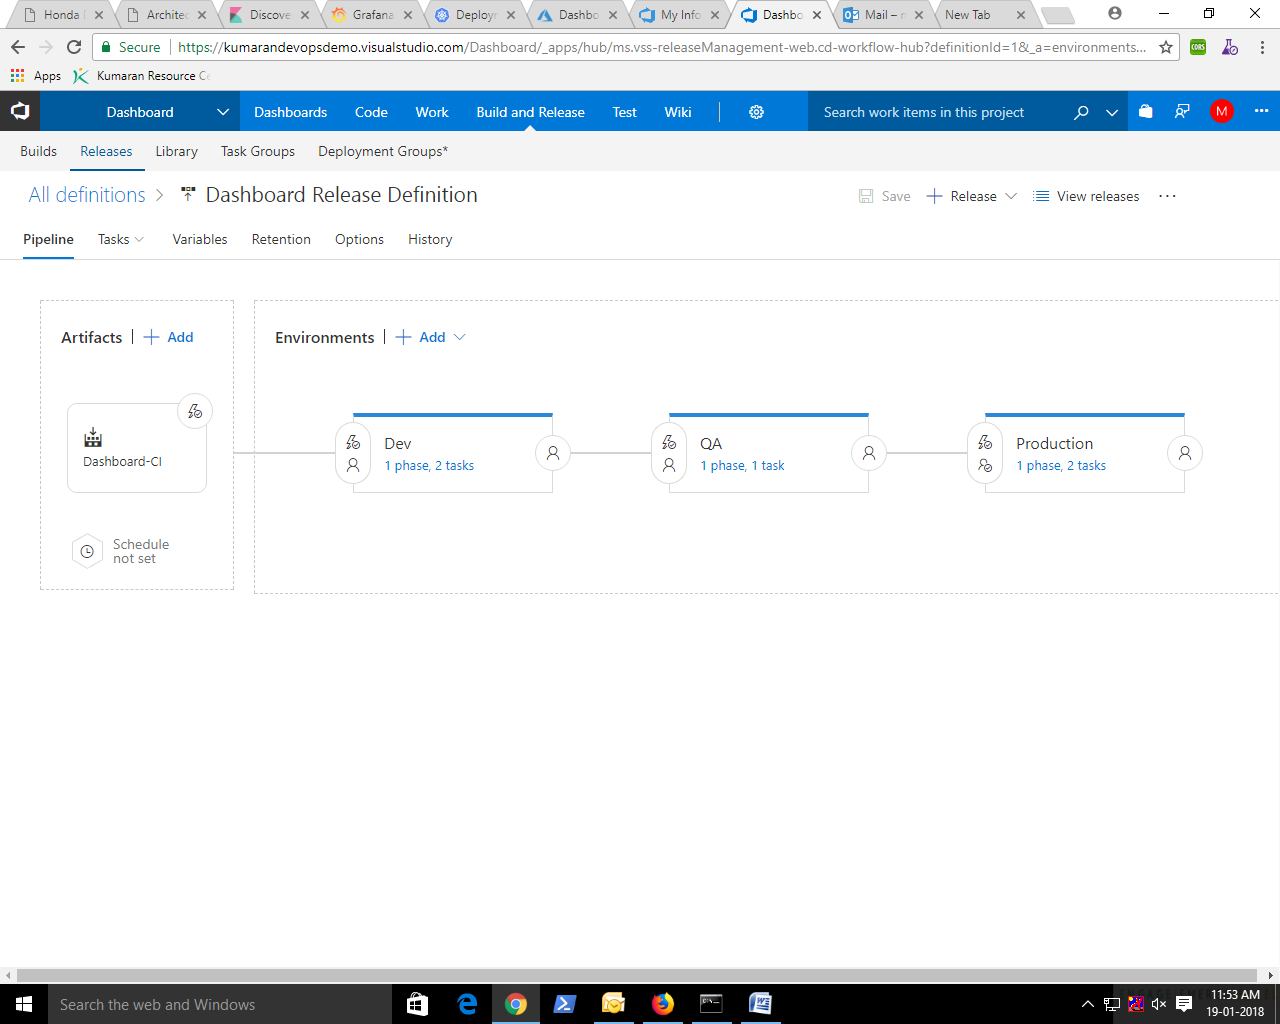 Honda
Architec
Discove
Grafana
Deployr
Dashbo
My Info
Dashbo
Mail –
New Tab
Secure
https://kumarandevopsdemo.visualstudio.com/Dashboard/_apps/hub/ms.vss-releaseManagement-web.cd-workflow-hub?definitionId=1&_a=environments...
Apps
Kumaran Resource Ce
Dashboard
Dashboards
Code
Work
Build and Release
Test
Wiki
Search work items in this project
M
Builds
Releases
Library
Task Groups
Deployment Groups*
All definitions
Dashboard Release Definition
Save
Release
View releases
Pipeline
Tasks
Variables
Retention
Options
History
Artifacts
Add
Environments
Add
Dashboard-CI
Schedule
not set
Dev
1 phase, 2 tasks
QA
1 phase, 1 task
Production
1 phase, 2 tasks
Search the web and Windows
11:53 AM
19-01-2018